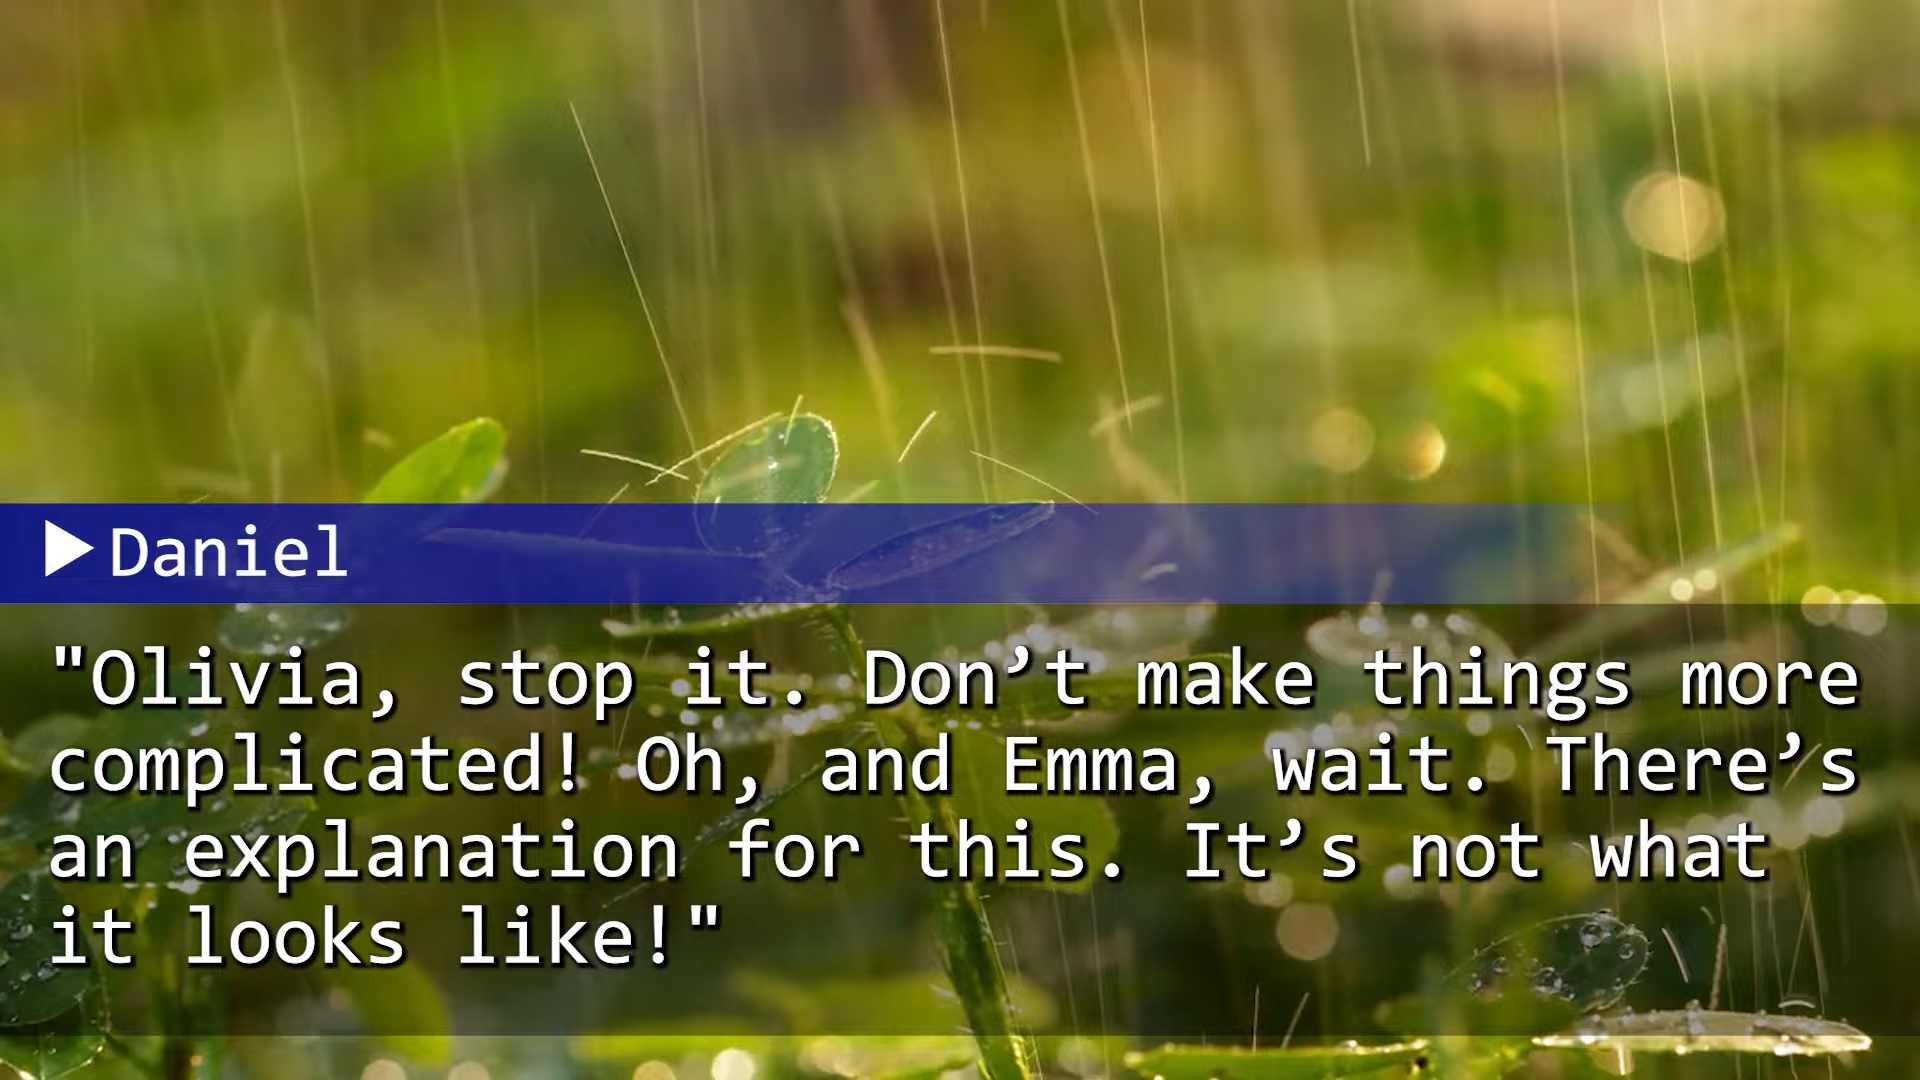 Daniel
"Olivia, stop it. Don’t make things more
complicated! Oh, and Emma, wait. There’s
an explanation for this. It’s not what
it looks like!"